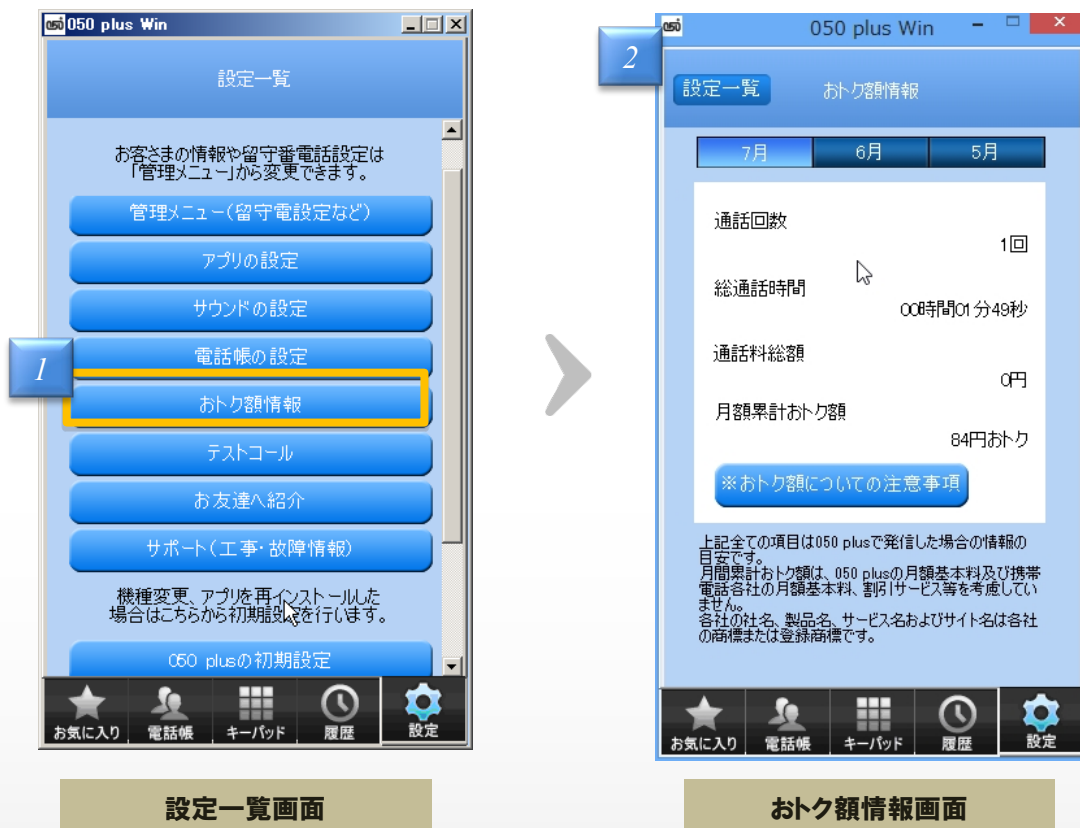 050 plus Win
設定一覧
お客さまの情報や留守番電話設定は
「管理メニュー」から変更できます。
管理メニュー(留守電設定など)
アプリの設定
サウンドの設定
電話帳の設定
1
おトク額情報
テストコール
お友達へ紹介
サポート(工事・故障情報)
機種変更、アプリを再インストールした
場合はこちらから初期設定を行います。
050 plusの初期設定
お気に入り 電話帳 キーパッド 履歴 設定
設定一覧画面
050 plus Win
2
設定一覧 おトク額情報
7月 6月 5月
通話回数
1回
総通話時間
00時間01分49秒
通話料総額
0円
月額累計おトク額
84円おトク
※おトク額についての注意事項
上記全ての項目は050 plusで発信した場合の情報の
目安です。
月間累計おトク額は、050 plusの月額基本料及び携帯
電話各社の月額基本料、割引サービス等を考慮してい
ません。
各社の社名、製品名、サービス名およびサイト名は各社
の商標または登録商標です。
お気に入り 電話帳 キーパッド 履歴 設定
おトク額情報画面